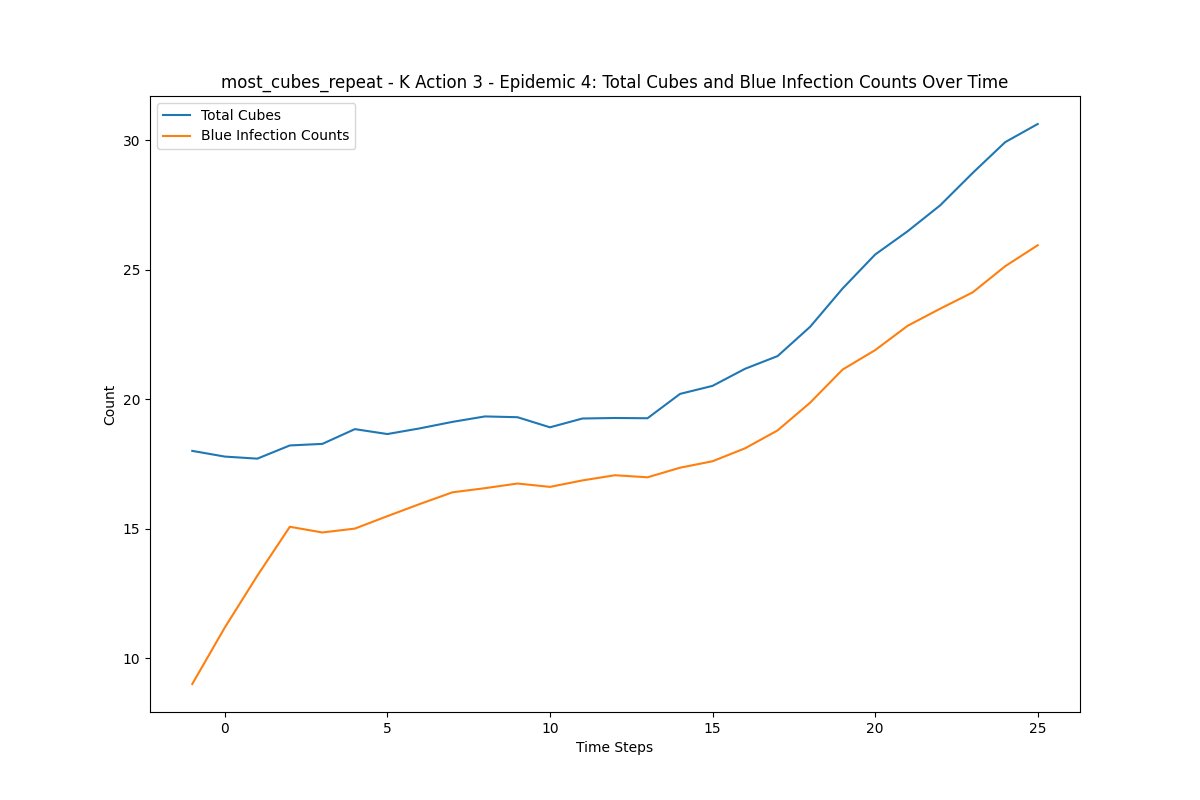 most_cubes_repeat - K Action 3 - Epidemic 4: Total Cubes and Blue Infection Counts Over Time
Total Cubes
Blue Infection Counts
30
25
20
15
10
Count
0 5 10 15 20 25
Time Steps